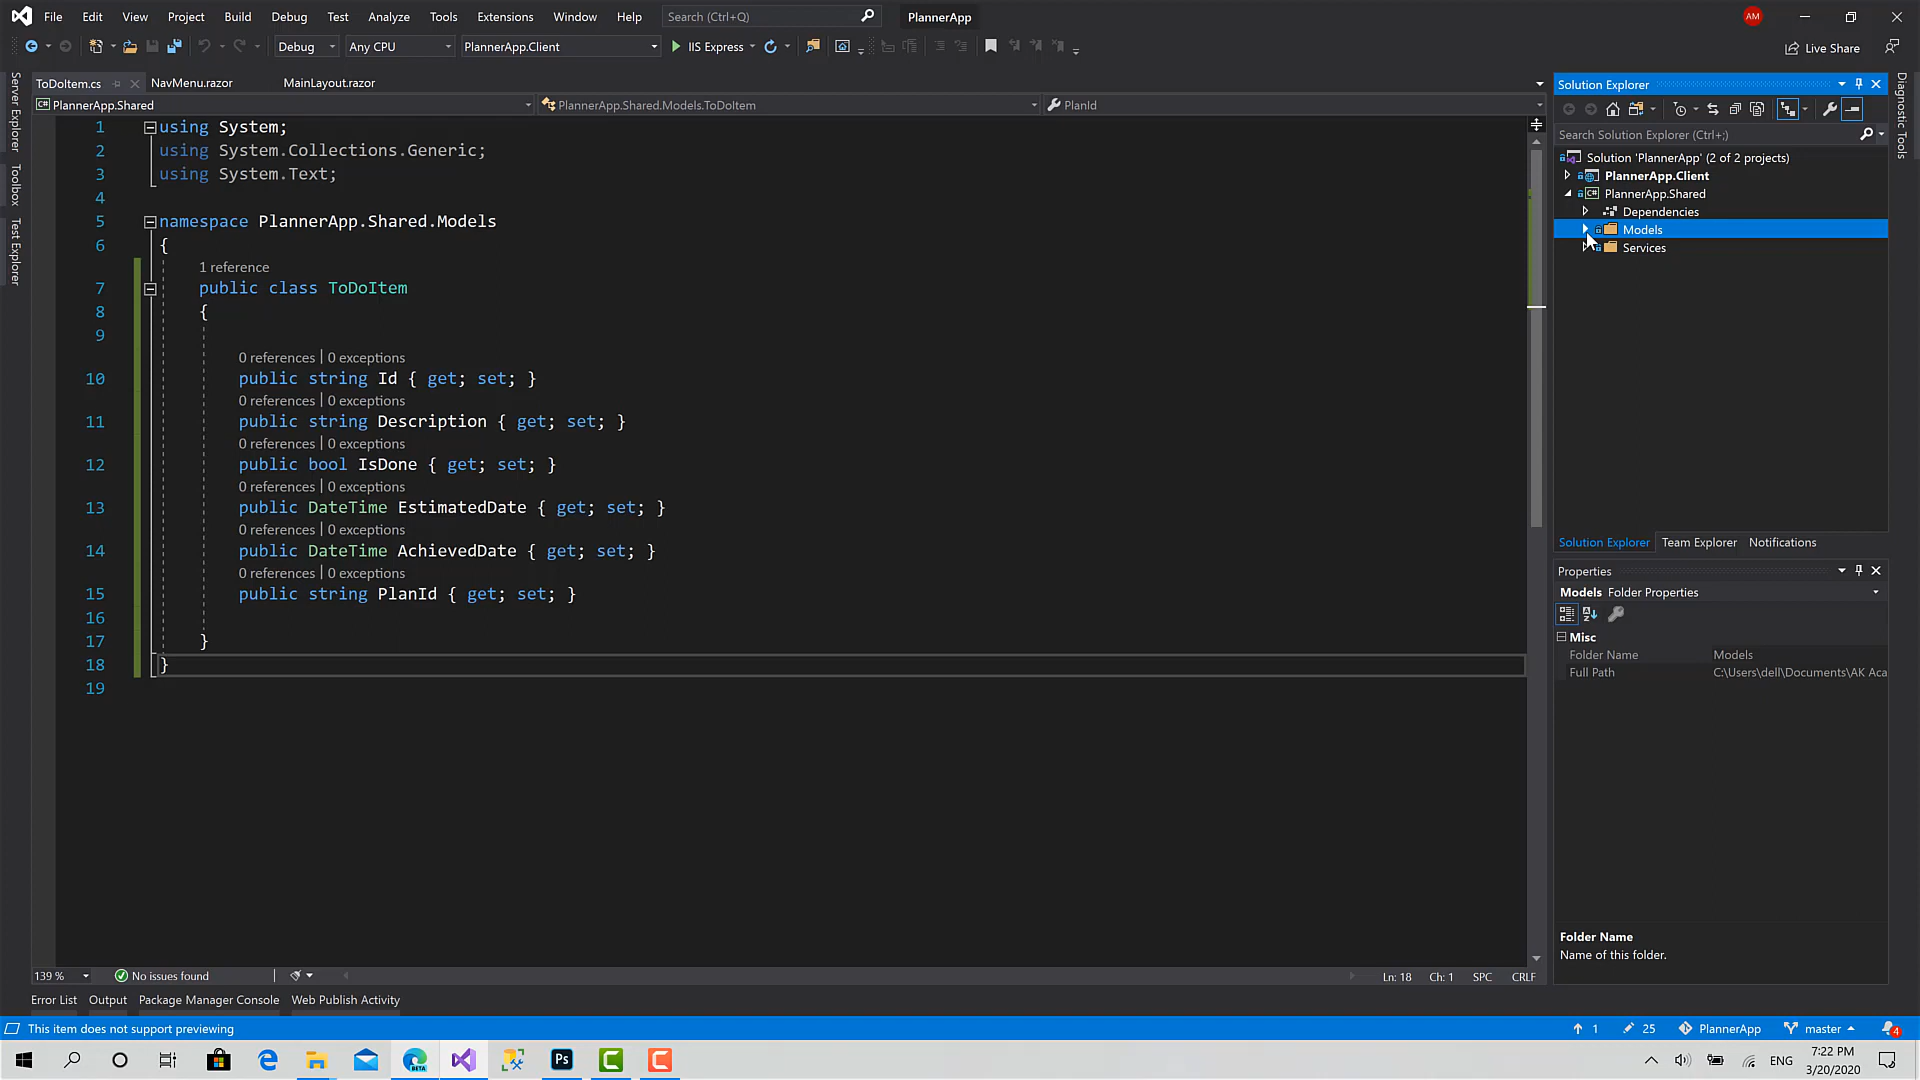 File Edit View Project Build Debug Test Analyze Tools Extensions Window Help Search (Ctrl+Q) PlannerApp AM
Debug Any CPU PlannerApp.Client IIS Express Live Share
ToDoItem.cs NavMenu.razor MainLayout.razor
PlannerApp.Shared PlannerApp.Shared.Models.ToDoItem PlanId
Server Explorer
Toolbox
Test Explorer
1 using System;
2 using System.Collections.Generic;
3 using System.Text;
4
5 namespace PlannerApp.Shared.Models
6 {
1 reference
7 public class ToDoItem
8 {
9
0 references | 0 exceptions
10 public string Id { get; set; }
0 references | 0 exceptions
11 public string Description { get; set; }
0 references | 0 exceptions
12 public bool IsDone { get; set; }
0 references | 0 exceptions
13 public DateTime EstimatedDate { get; set; }
0 references | 0 exceptions
14 public DateTime AchievedDate { get; set; }
0 references | 0 exceptions
15 public string PlanId { get; set; }
16
17 }
18 }
19
139 % No issues found Ln: 18 Ch: 1 SPC CRLF
Solution Explorer
Search Solution Explorer (Ctrl+;)
Solution 'PlannerApp' (2 of 2 projects)
PlannerApp.Client
C# PlannerApp.Shared
Dependencies
Models
Services
Solution Explorer Team Explorer Notifications
Properties
Models Folder Properties
Misc
Folder Name Models
Full Path C:\Users\dell\Documents\AK Aca
Folder Name
Name of this folder.
Diagnostic Tools
Error List Output Package Manager Console Web Publish Activity
This item does not support previewing 1 25 PlannerApp master 4
BETA Ps C C ENG 7:22 PM
3/20/2020